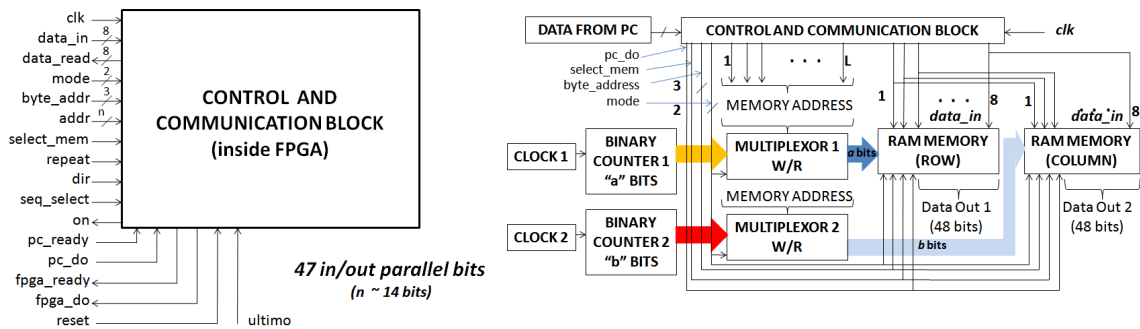 clk
data_in
8
data_read
8
mode
2
byte_addr
3
addr
n
select_mem
repeat
dir
seq_select
on
pc_ready
pc_do
fpga_ready
fpga_do
reset
ultimo
CONTROL AND
COMMUNICATION BLOCK
(inside FPGA)
47 in/out parallel bits
(n ~ 14 bits)
DATA FROM PC
CONTROL AND COMMUNICATION BLOCK
clk
pc_do
select_mem
byte_address
3
mode
2
1
. . .
L
MEMORY ADDRESS
1
. . .
8
data_in
1
. . .
8
data_in
CLOCK 1
BINARY
COUNTER 1
“a” BITS
MULTIPLEXOR 1
W/R
a bits
RAM MEMORY
(ROW)
RAM MEMORY
(COLUMN)
MEMORY ADDRESS
Data Out 1
(48 bits)
Data Out 2
(48 bits)
CLOCK 2
BINARY
COUNTER 2
“b” BITS
MULTIPLEXOR 2
W/R
b bits